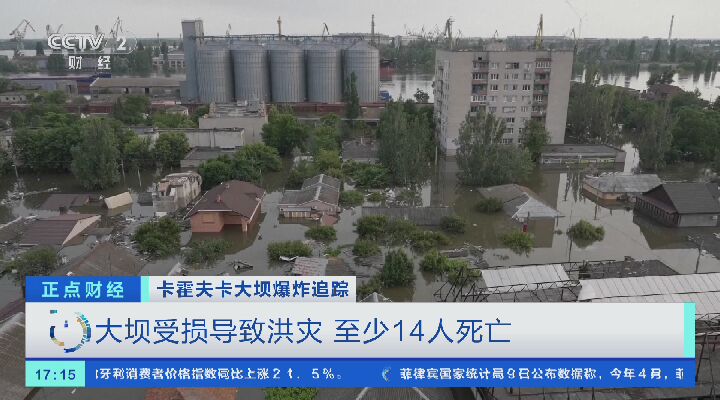 CCTV 2
财经
正点财经
卡霍夫卡大坝爆炸追踪
大坝受损导致洪灾 至少14人死亡
17:15
牙利消费者价格指数同比上涨21．5%。
菲律宾国家统计局9日公布数据称，今年4月，菲